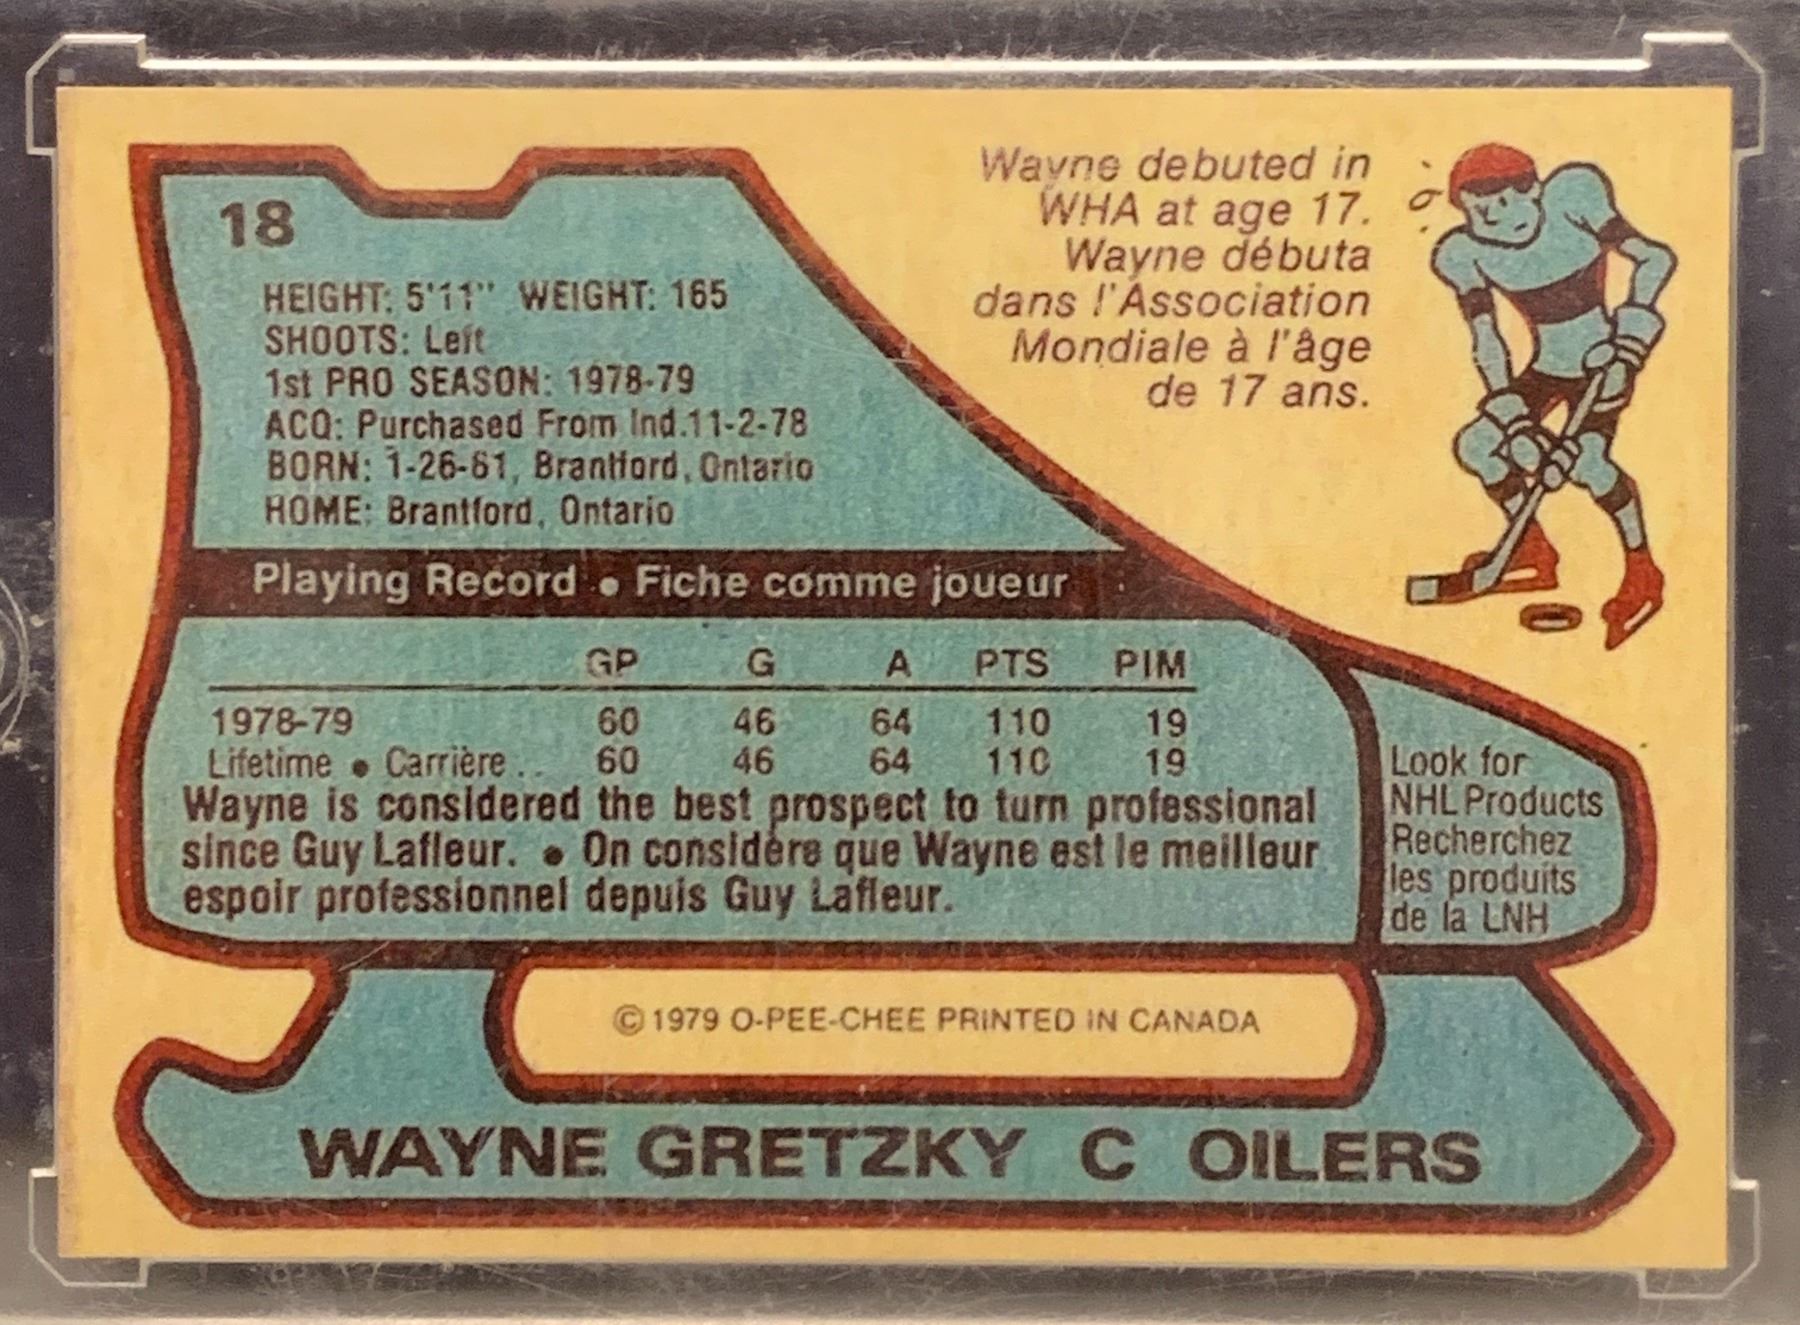 18
HEIGHT: 5'11" WEIGHT: 165
SHOOTS: Left
1st PRO SEASON: 1978-79
ACQ: Purchased From Ind.11-2-78
BORN: 1-26-61, Brantford, Ontario
HOME: Brantford, Ontario
Wayne debuted in
WHA at age 17.
Wayne débuta
dans l'Association
Mondiale à l'âge
de 17 ans.
Playing Record • Fiche comme joueur
GP G A PTS PIM
1978-79 60 46 64 110 19
Lifetime • Carrière .. 60 46 64 110 19
Wayne is considered the best prospect to turn professional
since Guy Lafleur. • On considère que Wayne est le meilleur
espoir professionnel depuis Guy Lafleur.
Look for
NHL Products
Recherchez
les produits
de la LNH
© 1979 O-PEE-CHEE PRINTED IN CANADA
WAYNE GRETZKY C OILERS